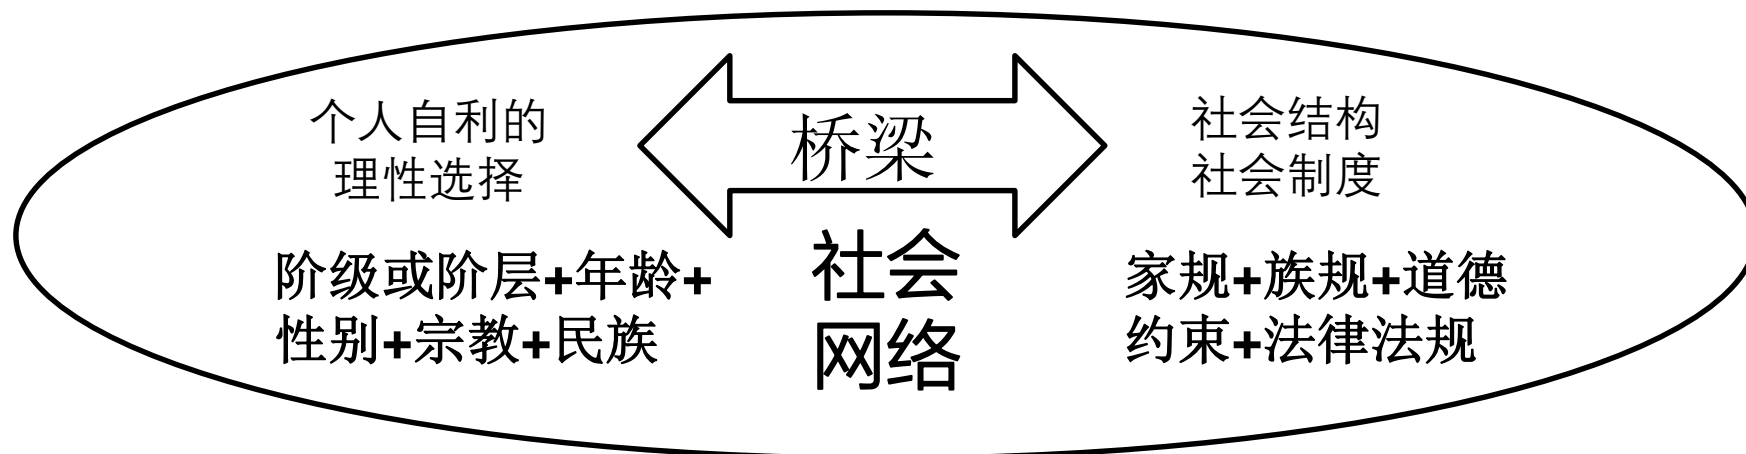 个人自利的
理性选择
桥梁
社会结构
社会制度
阶级或阶层+年龄+
性别+宗教+民族
社会
网络
家规+族规+道德
约束+法律法规